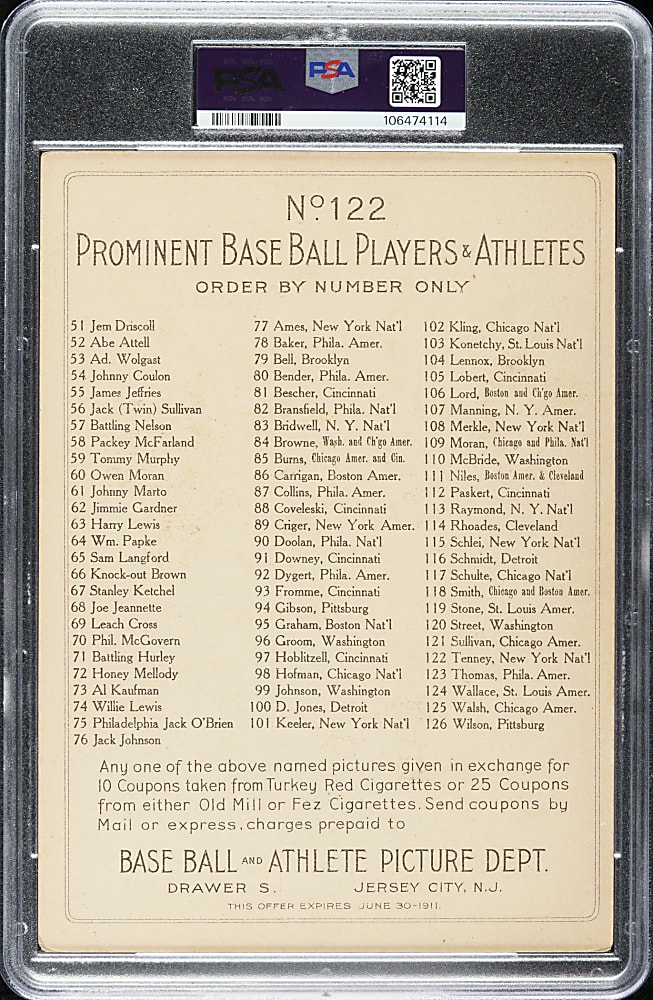 PSA
PSA
106474114
Nº 122
PROMINENT BASE BALL PLAYERS & ATHLETES
ORDER BY NUMBER ONLY
51 Jem Driscoll
52 Abe Attell
53 Ad. Wolgast
54 Johnny Coulon
55 James Jeffries
56 Jack (Twin) Sullivan
57 Battling Nelson
58 Packey McFarland
59 Tommy Murphy
60 Owen Moran
61 Johnny Marto
62 Jimmie Gardner
63 Harry Lewis
64 Wm. Papke
65 Sam Langford
66 Knock-out Brown
67 Stanley Ketchel
68 Joe Jeannette
69 Leach Cross
70 Phil. McGovern
71 Battling Hurley
72 Honey Mellody
73 Al Kaufman
74 Willie Lewis
75 Philadelphia Jack O'Brien
76 Jack Johnson
77 Ames, New York Nat'l
78 Baker, Phila. Amer.
79 Bell, Brooklyn
80 Bender, Phila. Amer.
81 Bescher, Cincinnati
82 Bransfield, Phila. Nat'l
83 Bridwell, N. Y. Nat'l
84 Browne, Wash. and Ch'go Amer.
85 Burns, Chicago Amer. and Cin.
86 Carrigan, Boston Amer.
87 Collins, Phila. Amer.
88 Coveleski, Cincinnati
89 Criger, New York Amer.
90 Doolan, Phila. Nat'l
91 Downey, Cincinnati
92 Dygert, Phila. Amer.
93 Fromme, Cincinnati
94 Gibson, Pittsburg
95 Graham, Boston Nat'l
96 Groom, Washington
97 Hoblitzell, Cincinnati
98 Hofman, Chicago Nat'l
99 Johnson, Washington
100 D. Jones, Detroit
101 Keeler, New York Nat'l
102 Kling, Chicago Nat'l
103 Konetchy, St. Louis Nat'l
104 Lennox, Brooklyn
105 Lobert, Cincinnati
106 Lord, Boston and Ch'go Amer.
107 Manning, N. Y. Amer.
108 Merkle, New York Nat'l
109 Moran, Chicago and Phila. Nat'l
110 McBride, Washington
111 Niles, Boston Amer. & Cleveland
112 Paskert, Cincinnati
113 Raymond, N. Y. Nat'l
114 Rhoades, Cleveland
115 Schlei, New York Nat'l
116 Schmidt, Detroit
117 Schulte, Chicago Nat'l
118 Smith, Chicago and Boston Amer.
119 Stone, St. Louis Amer.
120 Street, Washington
121 Sullivan, Chicago Amer.
122 Tenney, New York Nat'l
123 Thomas, Phila. Amer.
124 Wallace, St. Louis Amer.
125 Walsh, Chicago Amer.
126 Wilson, Pittsburg
Any one of the above named pictures given in exchange for
10 Coupons taken from Turkey Red Cigarettes or 25 Coupons
from either Old Mill or Fez Cigarettes. Send coupons by
Mail or express, charges prepaid to
BASE BALL AND ATHLETE PICTURE DEPT.
DRAWER S. JERSEY CITY, N.J.
THIS OFFER EXPIRES JUNE 30-1911.